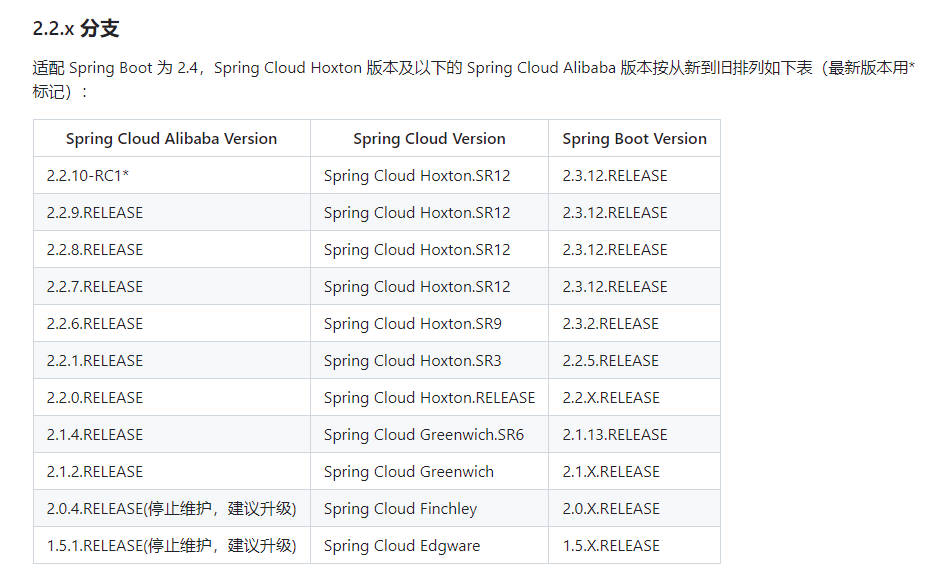 2.2.x 分支
适配 Spring Boot 为 2.4，Spring Cloud Hoxton 版本及以下的 Spring Cloud Alibaba 版本按从新到旧排列如下表（最新版本用*
标记）：
Spring Cloud Alibaba Version Spring Cloud Version Spring Boot Version
2.2.10-RC1* Spring Cloud Hoxton.SR12 2.3.12.RELEASE
2.2.9.RELEASE Spring Cloud Hoxton.SR12 2.3.12.RELEASE
2.2.8.RELEASE Spring Cloud Hoxton.SR12 2.3.12.RELEASE
2.2.7.RELEASE Spring Cloud Hoxton.SR12 2.3.12.RELEASE
2.2.6.RELEASE Spring Cloud Hoxton.SR9 2.3.2.RELEASE
2.2.1.RELEASE Spring Cloud Hoxton.SR3 2.2.5.RELEASE
2.2.0.RELEASE Spring Cloud Hoxton.RELEASE 2.2.X.RELEASE
2.1.4.RELEASE Spring Cloud Greenwich.SR6 2.1.13.RELEASE
2.1.2.RELEASE Spring Cloud Greenwich 2.1.X.RELEASE
2.0.4.RELEASE(停止维护，建议升级) Spring Cloud Finchley 2.0.X.RELEASE
1.5.1.RELEASE(停止维护，建议升级) Spring Cloud Edgware 1.5.X.RELEASE